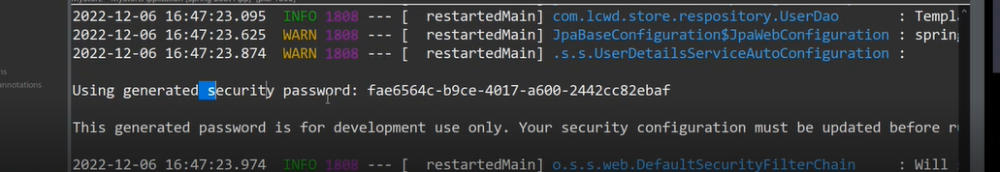 2022-12-06 16:47:23.095 INFO 1808 --- [ restartedMain] com.lcwd.store.respository.UserDao : Templ
2022-12-06 16:47:23.625 WARN 1808 --- [ restartedMain] JpaBaseConfiguration$JpaWebConfiguration : spring
2022-12-06 16:47:23.874 WARN 1808 --- [ restartedMain] .s.s.UserDetailsServiceAutoConfiguration :
Using generated security password: fae6564c-b9ce-4017-a600-2442cc82ebaf
annotations
This generated password is for development use only. Your security configuration must be updated before
2022-12-06 16:47:23.974 INFO 1808 --- [ restartedMain] o.s.s.web.DefaultSecurityFilterChain : Will